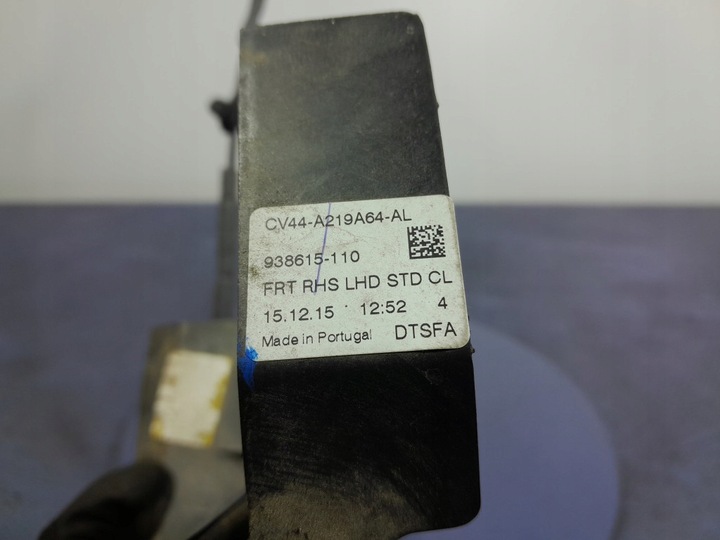 CV44-A219A64-AL
938615-110
FRT RHS LHD STD CL
15.12.15 12:52 4
Made in Portugal DTSFA